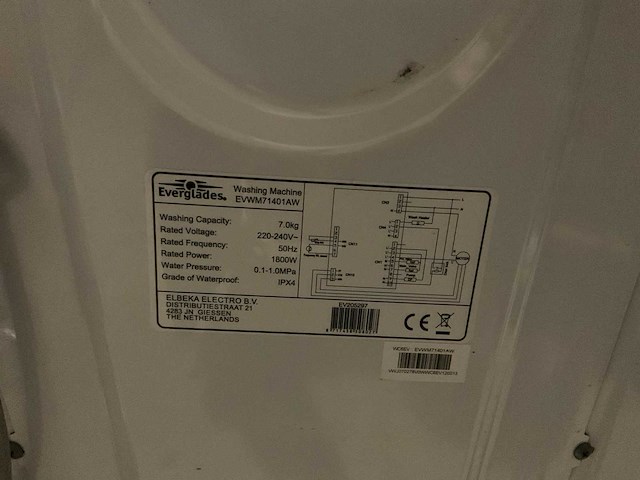 Everglades
Washing Machine
EVWM71401AW
Washing Capacity: 7.0kg
Rated Voltage: 220-240V~
Rated Frequency: 50Hz
Rated Power: 1800W
Water Pressure: 0.1-1.0MPa
Grade of Waterproof: IPX4
ELBEKA ELECTRO B.V.
DISTRIBUTIESTRAAT 21
4283 JN GIESSEN
THE NETHERLANDS
EV205297
CE
EVWM71401AW